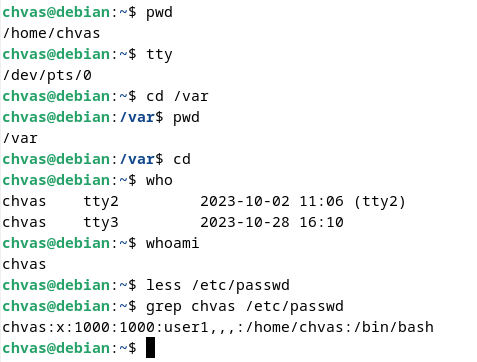 chvas@debian:~$ pwd
/home/chvas
chvas@debian:~$ tty
/dev/pts/0
chvas@debian:~$ cd /var
chvas@debian:/var$ pwd
/var
chvas@debian:/var$ cd
chvas@debian:~$ who
chvas    tty2         2023-10-02 11:06 (tty2)
chvas    tty3         2023-10-28 16:10
chvas@debian:~$ whoami
chvas
chvas@debian:~$ less /etc/passwd
chvas@debian:~$ grep chvas /etc/passwd
chvas:x:1000:1000:user1,,,:/home/chvas:/bin/bash
chvas@debian:~$